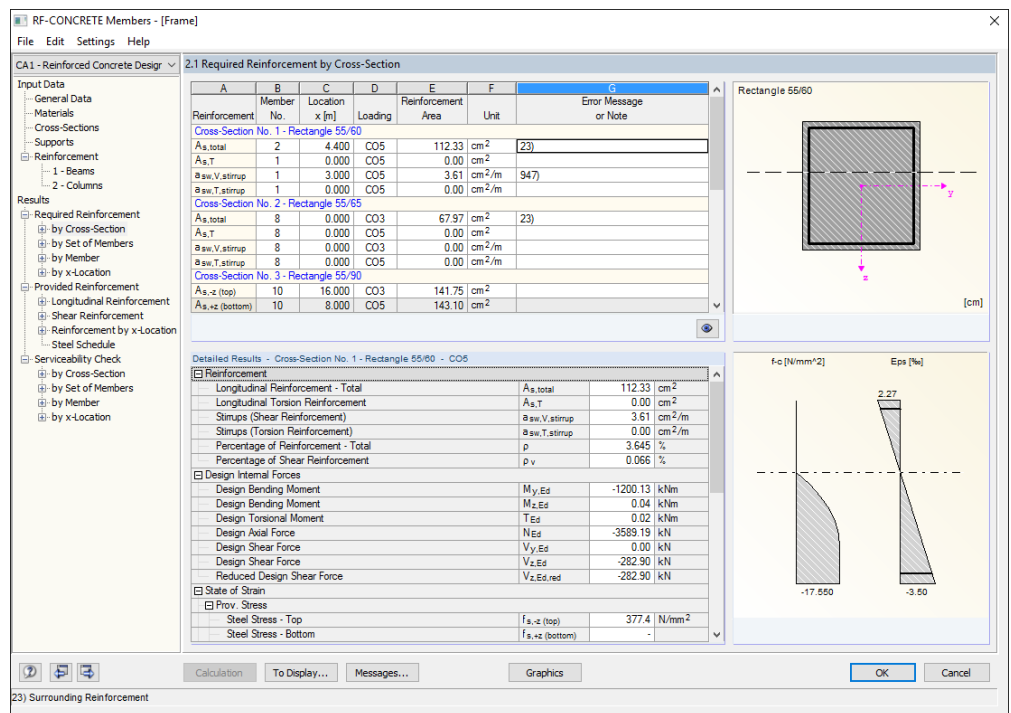 RF-CONCRETE Members - [Frame]
File Edit Settings Help
CA1 - Reinforced Concrete Desigr
2.1 Required Reinforcement by Cross-Section
Input Data
General Data
Materials
Cross-Sections
Supports
Reinforcement
1 - Beams
2 - Columns
Results
Required Reinforcement
by Cross-Section
by Set of Members
by Member
by x-Location
Provided Reinforcement
Longitudinal Reinforcement
Shear Reinforcement
Reinforcement by x-Location
Steel Schedule
Serviceability Check
by Cross-Section
by Set of Members
by Member
by x-Location
A B C D E F G
Member Location Reinforcement Error Message
Reinforcement No. x [m] Loading Area Unit or Note
Cross-Section No. 1 - Rectangle 55/60
As,total 2 4.400 CO5 112.33 cm2 23)
As,T 1 0.000 CO5 0.00 cm2
asw,V,stirrup 1 3.000 CO5 3.61 cm2/m 947)
asw,T,stirrup 1 0.000 CO5 0.00 cm2/m
Cross-Section No. 2 - Rectangle 55/65
As,total 8 0.000 CO3 67.97 cm2 23)
As,T 8 0.000 CO5 0.00 cm2
asw,V,stirrup 8 0.000 CO3 0.00 cm2/m
asw,T,stirrup 8 0.000 CO5 0.00 cm2/m
Cross-Section No. 3 - Rectangle 55/90
As,-z (top) 10 16.000 CO3 141.75 cm2
As,+z (bottom) 10 8.000 CO5 143.10 cm2
Rectangle 55/60
y
z
[cm]
Detailed Results - Cross-Section No. 1 - Rectangle 55/60 - CO5
Reinforcement
Longitudinal Reinforcement - Total As,total 112.33 cm2
Longitudinal Torsion Reinforcement As,T 0.00 cm2
Stirrups (Shear Reinforcement) asw,V,stirrup 3.61 cm2/m
Stirrups (Torsion Reinforcement) asw,T,stirrup 0.00 cm2/m
Percentage of Reinforcement - Total ρ 3.645 %
Percentage of Shear Reinforcement ρv 0.066 %
Design Internal Forces
Design Bending Moment My,Ed -1200.13 kNm
Design Bending Moment Mz,Ed 0.04 kNm
Design Torsional Moment TEd 0.02 kNm
Design Axial Force NEd -3589.19 kN
Design Shear Force Vy,Ed 0.00 kN
Design Shear Force Vz,Ed -282.90 kN
Reduced Design Shear Force Vz,Ed,red -282.90 kN
State of Strain
Prov. Stress
Steel Stress - Top fs,-z (top) 377.4 N/mm2
Steel Stress - Bottom fs,+z (bottom) -
f-c [N/mm^2] Eps [‰]
2.27
-17.550 -3.50
Calculation To Display... Messages... Graphics OK Cancel
23) Surrounding Reinforcement